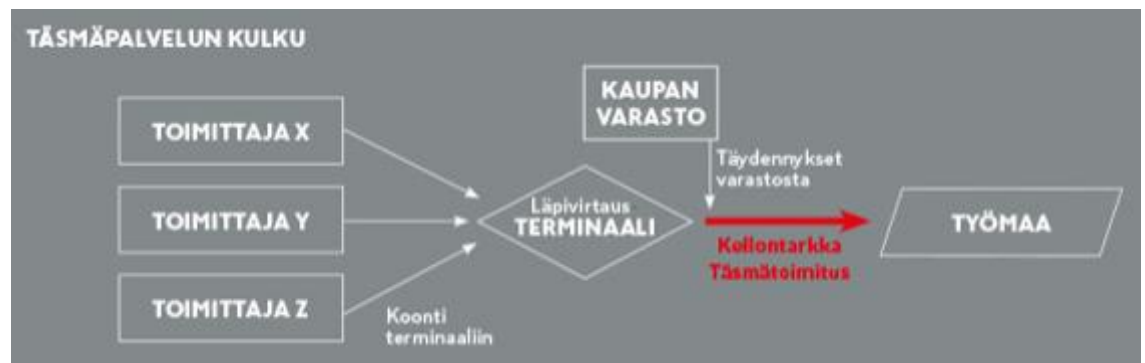 TÄSMÄPALVELUN KULKU
TOIMITTAJA X
TOIMITTAJA Y
TOIMITTAJA Z
Koonti
terminaaliin
Läpivirtaus
TERMINAALI
KAUPAN
VARASTO
Täydennykset
varastosta
Kellontarkka
Täsmätoimitus
TYÖMAA